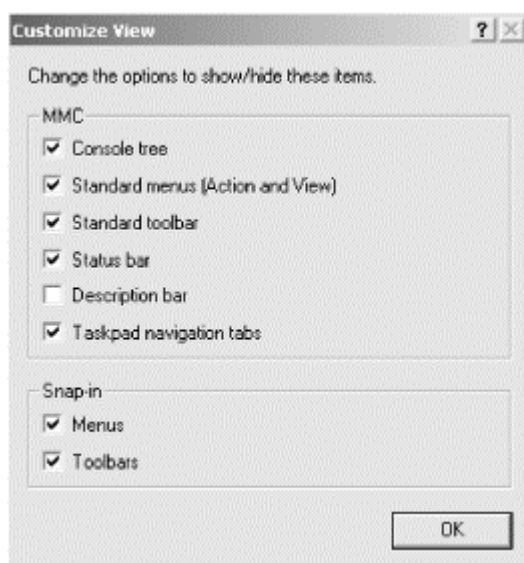 Customize View
?
Change the options to show/hide these items.
MMC
Console tree
Standard menus (Action and View)
Standard toolbar
Status bar
Description bar
Taskpad navigation tabs
Snap-in
Menus
Toolbars
OK